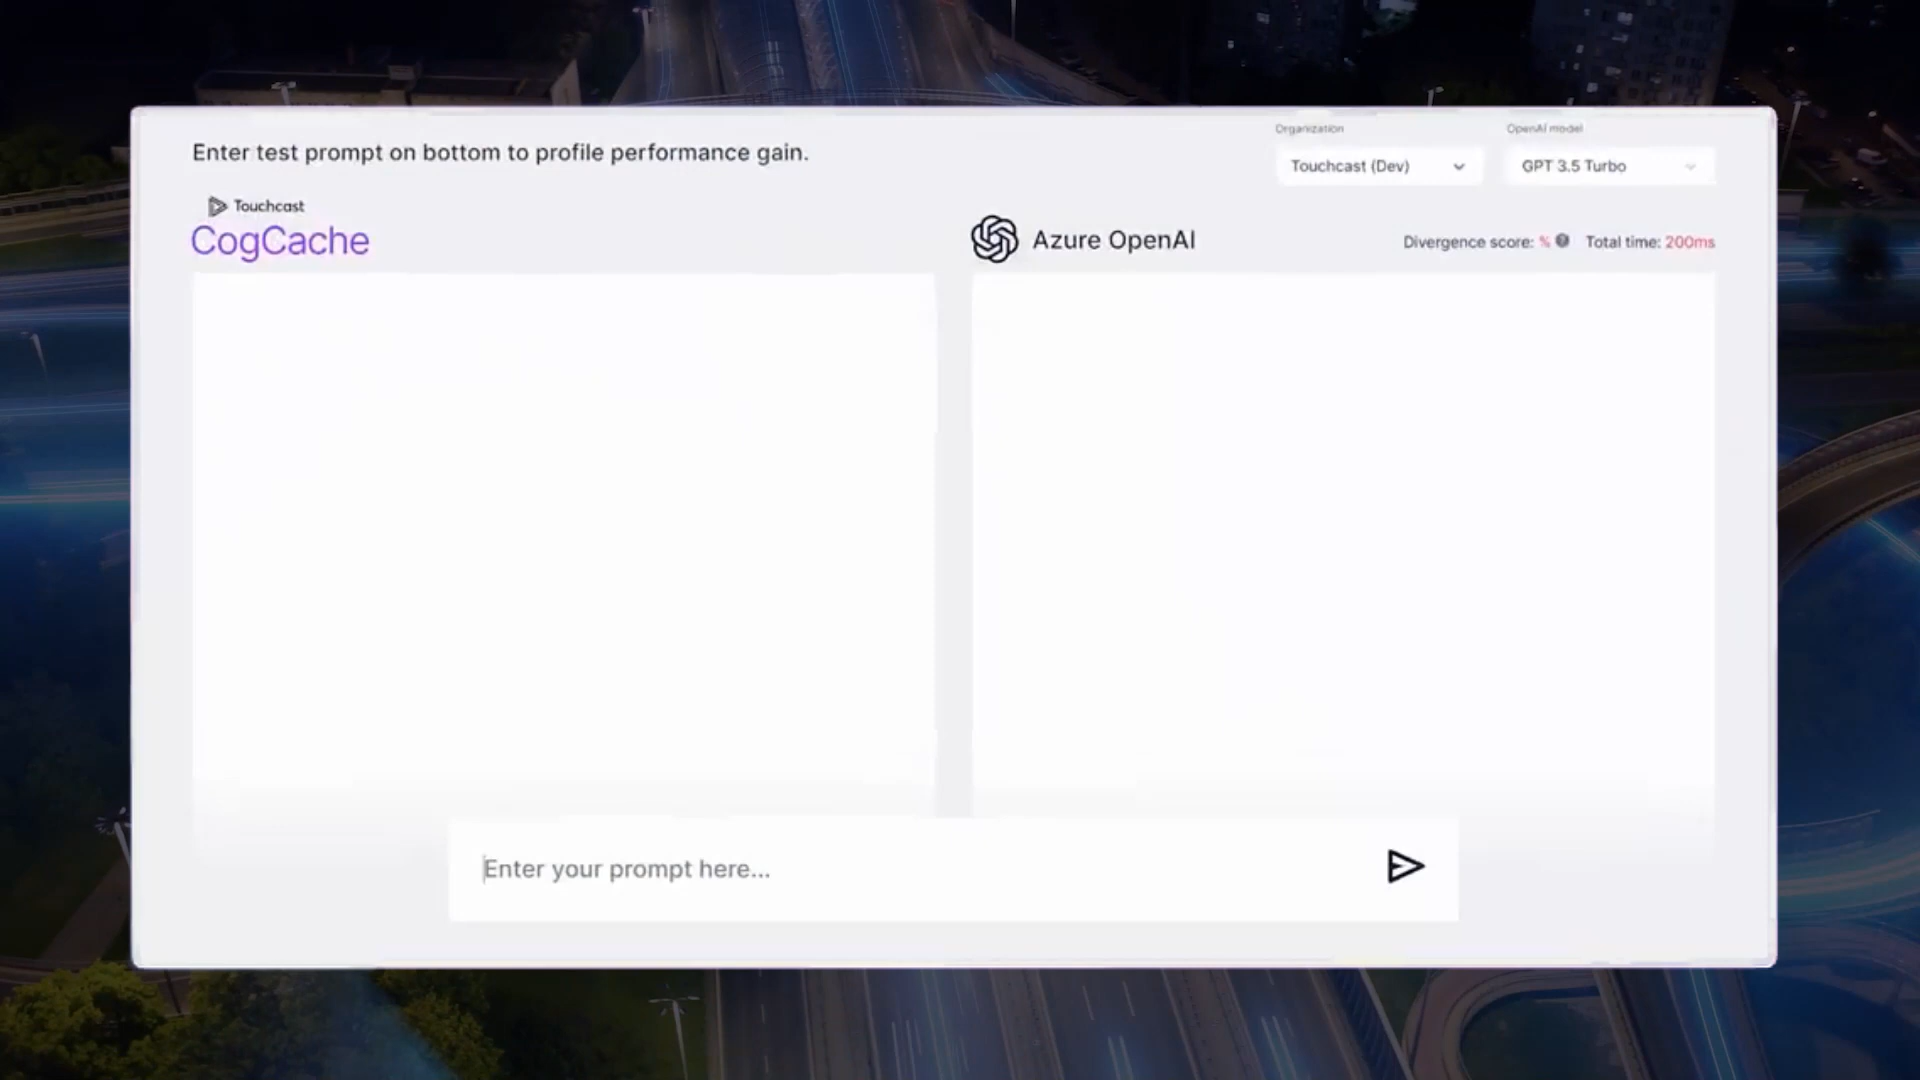 Organization
OpenAI model
Enter test prompt on bottom to profile performance gain.
Touchcast (Dev)
GPT 3.5 Turbo
Touchcast
CogCache
Azure OpenAI
Divergence score: %
Total time: 200ms
Enter your prompt here...